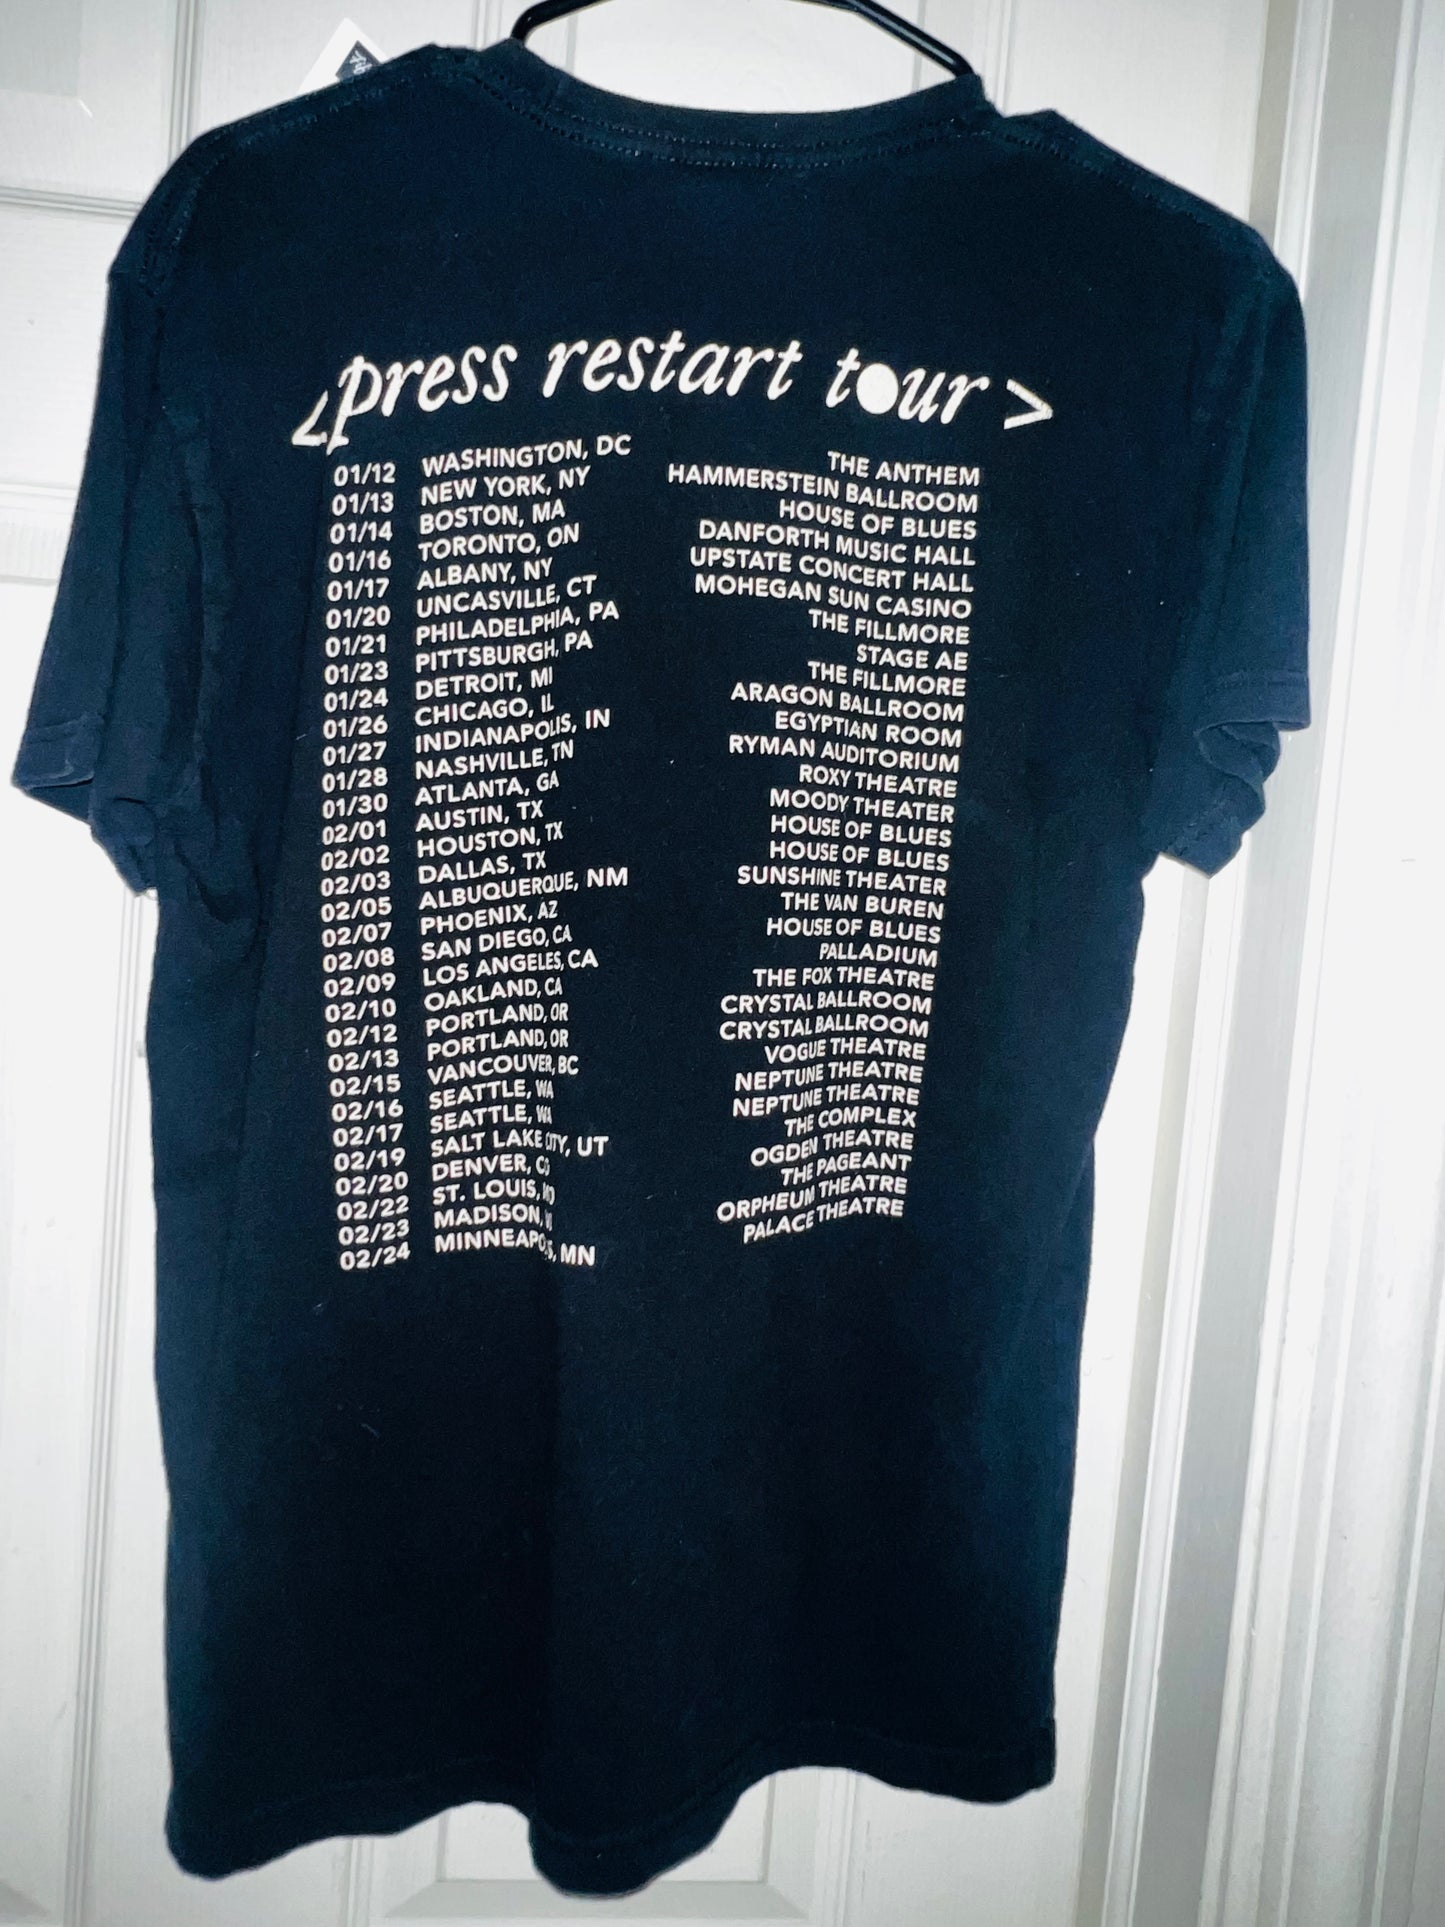 <press restart tour>
01/12 WASHINGTON, DC THE ANTHEM
01/13 NEW YORK, NY HAMMERSTEIN BALLROOM
01/14 BOSTON, MA HOUSE OF BLUES
01/16 TORONTO, ON DANFORTH MUSIC HALL
01/17 ALBANY, NY UPSTATE CONCERT HALL
01/20 UNCASVILLE, CT MOHEGAN SUN CASINO
01/21 PHILADELPHIA, PA THE FILLMORE
01/23 PITTSBURGH, PA STAGE AE
01/24 DETROIT, MI THE FILLMORE
01/26 CHICAGO, IL ARAGON BALLROOM
01/27 INDIANAPOLIS, IN EGYPTIAN ROOM
01/28 NASHVILLE, TN RYMAN AUDITORIUM
01/30 ATLANTA, GA ROXY THEATRE
02/01 AUSTIN, TX MOODY THEATER
02/02 HOUSTON, TX HOUSE OF BLUES
02/03 DALLAS, TX HOUSE OF BLUES
02/05 ALBUQUERQUE, NM SUNSHINE THEATER
02/07 PHOENIX, AZ THE VAN BUREN
02/08 SAN DIEGO, CA HOUSE OF BLUES
02/09 LOS ANGELES, CA PALLADIUM
02/10 OAKLAND, CA THE FOX THEATRE
02/12 PORTLAND, OR CRYSTAL BALLROOM
02/13 PORTLAND, OR CRYSTAL BALLROOM
02/15 VANCOUVER, BC VOGUE THEATRE
02/16 SEATTLE, WA NEPTUNE THEATRE
02/17 SEATTLE, WA NEPTUNE THEATRE
02/19 SALT LAKE CITY, UT THE COMPLEX
02/20 DENVER, CO OGDEN THEATRE
02/22 ST. LOUIS, MO THE PAGEANT
02/23 MADISON, ORPHEUM THEATRE
02/24 MINNEAPOLIS, MN PALACE THEATRE